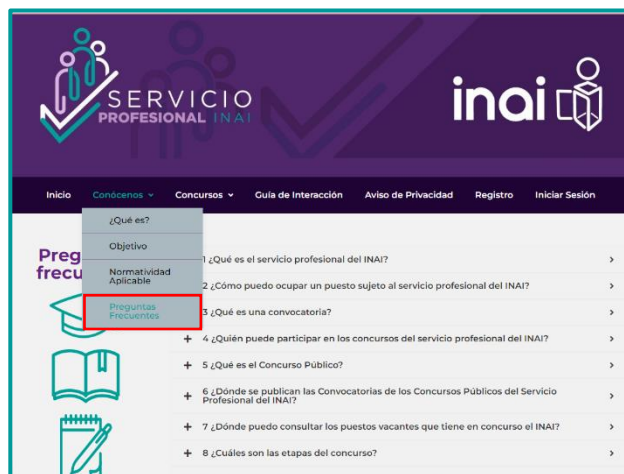 SERVICIO
PROFESIONAL INAI
inai
Inicio
Conócenos
Concursos
Guía de Interacción
Aviso de Privacidad
Registro
Iniciar Sesión
¿Qué es?
Objetivo
Normatividad
Aplicable
Preguntas
Frecuentes
1 ¿Qué es el servicio profesional del INAI?
2 ¿Cómo puedo ocupar un puesto sujeto al servicio profesional del INAI?
3 ¿Qué es una convocatoria?
4 ¿Quién puede participar en los concursos del servicio profesional del INAI?
5 ¿Qué es el Concurso Público?
6 ¿Dónde se publican las Convocatorias de los Concursos Públicos del Servicio
Profesional del INAI?
7 ¿Dónde puedo consultar los puestos vacantes que tiene en concurso el INAI?
8 ¿Cuáles son las etapas del concurso?